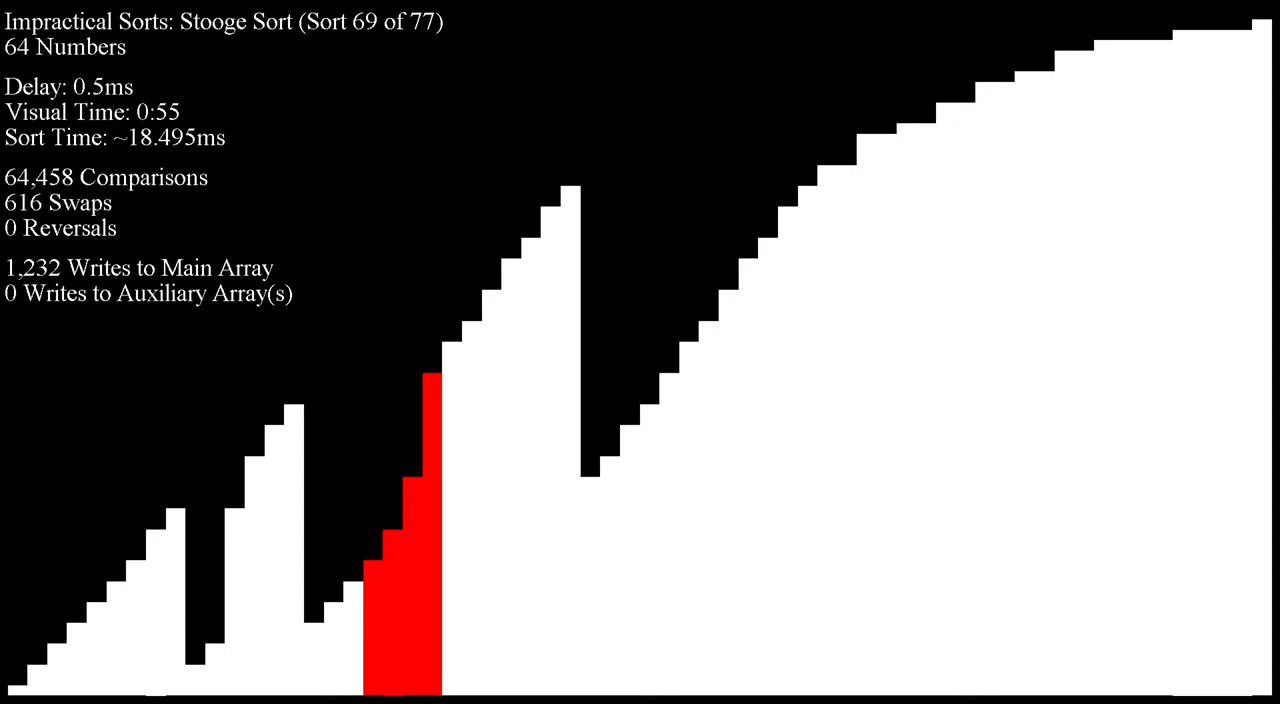 Impractical Sorts: Stooge Sort (Sort 69 of 77)
64 Numbers
Delay: 0.5ms
Visual Time: 0:55
Sort Time: ~18.495ms
64,458 Comparisons
616 Swaps
0 Reversals
1,232 Writes to Main Array
0 Writes to Auxiliary Array(s)